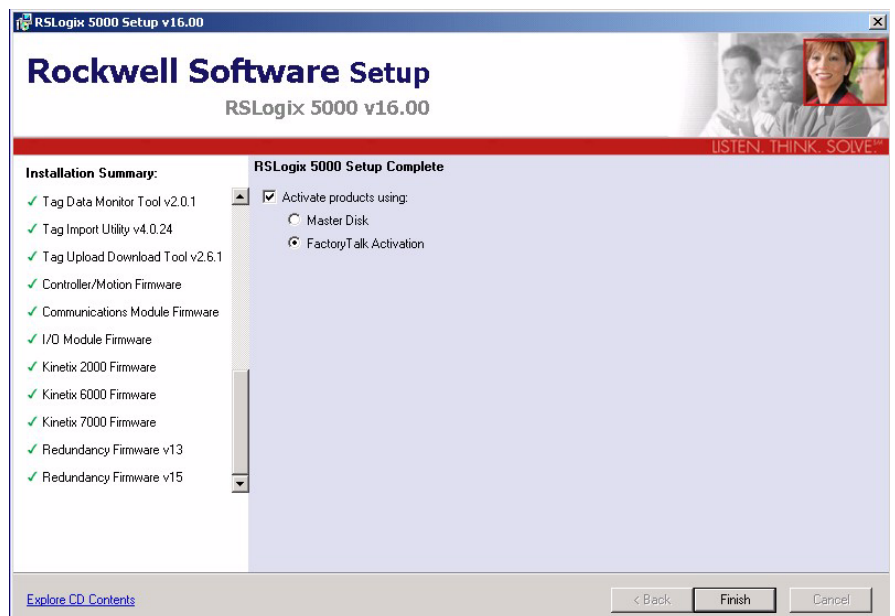 RSLogix 5000 Setup v16.00
Rockwell Software Setup
RSLogix 5000 v16.00
LISTEN. THINK. SOLVE.℠
Installation Summary:
✓ Tag Data Monitor Tool v2.0.1
✓ Tag Import Utility v4.0.24
✓ Tag Upload Download Tool v2.6.1
✓ Controller/Motion Firmware
✓ Communications Module Firmware
✓ I/O Module Firmware
✓ Kinetix 2000 Firmware
✓ Kinetix 6000 Firmware
✓ Kinetix 7000 Firmware
✓ Redundancy Firmware v13
✓ Redundancy Firmware v15
RSLogix 5000 Setup Complete
Activate products using:
Master Disk
FactoryTalk Activation
Explore CD Contents
< Back
Finish
Cancel